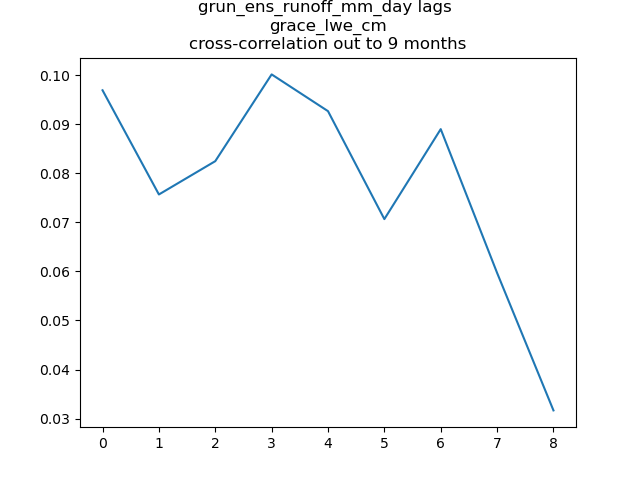 grun_ens_runoff_mm_day lags
grace_lwe_cm
cross-correlation out to 9 months
0.10
0.09
0.08
0.07
0.06
0.05
0.04
0.03
0 1 2 3 4 5 6 7 8